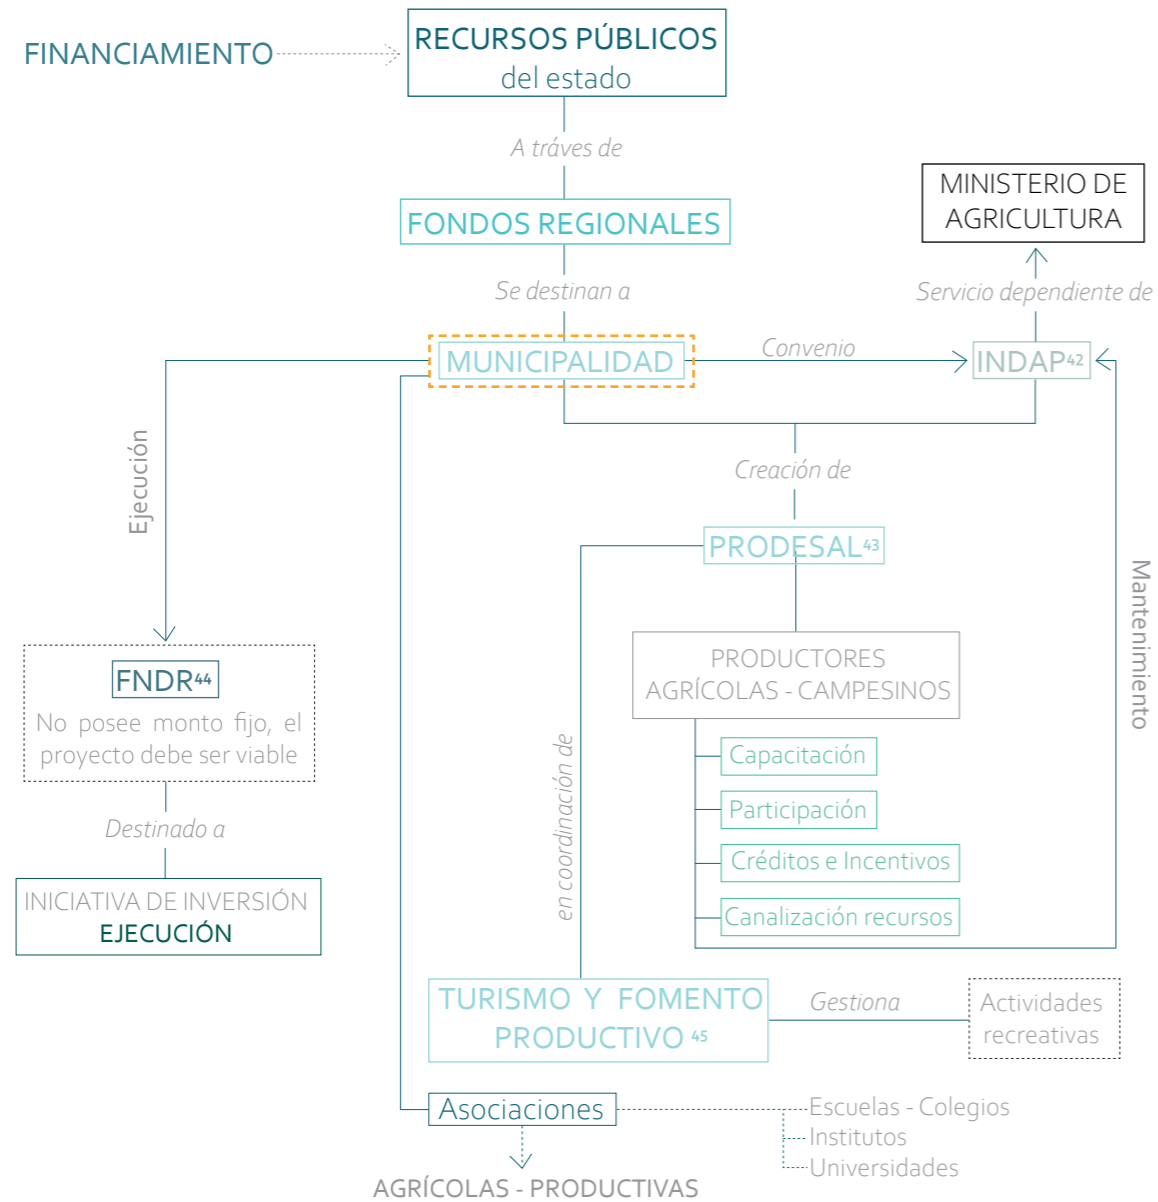 FINANCIAMIENTO
RECURSOS PÚBLICOS
del estado
A tráves de
FONDOS REGIONALES
MINISTERIO DE
AGRICULTURA
Se destinan a
Servicio dependiente de
MUNICIPALIDAD
Convenio
INDAP42
Ejecución
Creación de
PRODESAL43
Mantenimiento
FNDR44
No posee monto fijo, el
proyecto debe ser viable
PRODUCTORES
AGRÍCOLAS - CAMPESINOS
Capacitación
Participación
Créditos e Incentivos
Canalización recursos
en coordinación de
Destinado a
INICIATIVA DE INVERSIÓN
EJECUCIÓN
TURISMO Y FOMENTO
PRODUCTIVO 45
Gestiona
Actividades
recreativas
Asociaciones
Escuelas - Colegios
Institutos
Universidades
AGRÍCOLAS - PRODUCTIVAS